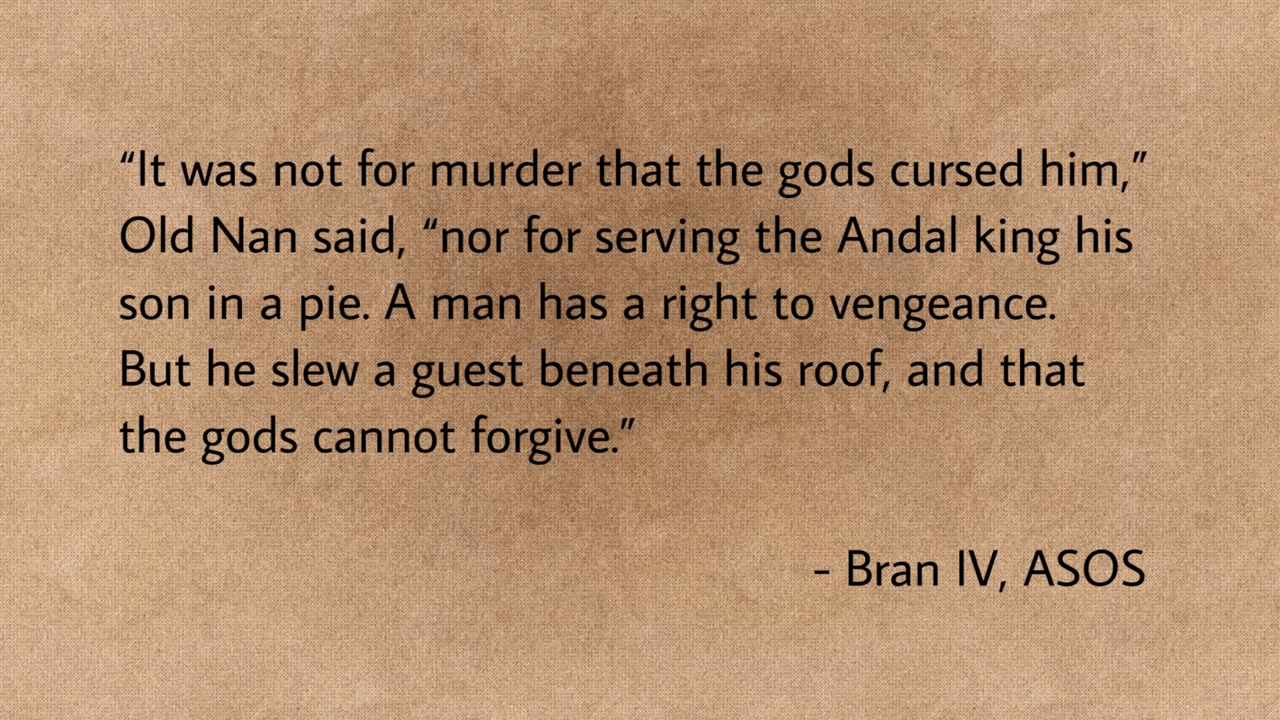 “It was not for murder that the gods cursed him,”
Old Nan said, “nor for serving the Andal king his
son in a pie. A man has a right to vengeance.
But he slew a guest beneath his roof, and that
the gods cannot forgive.”
- Bran IV, ASOS